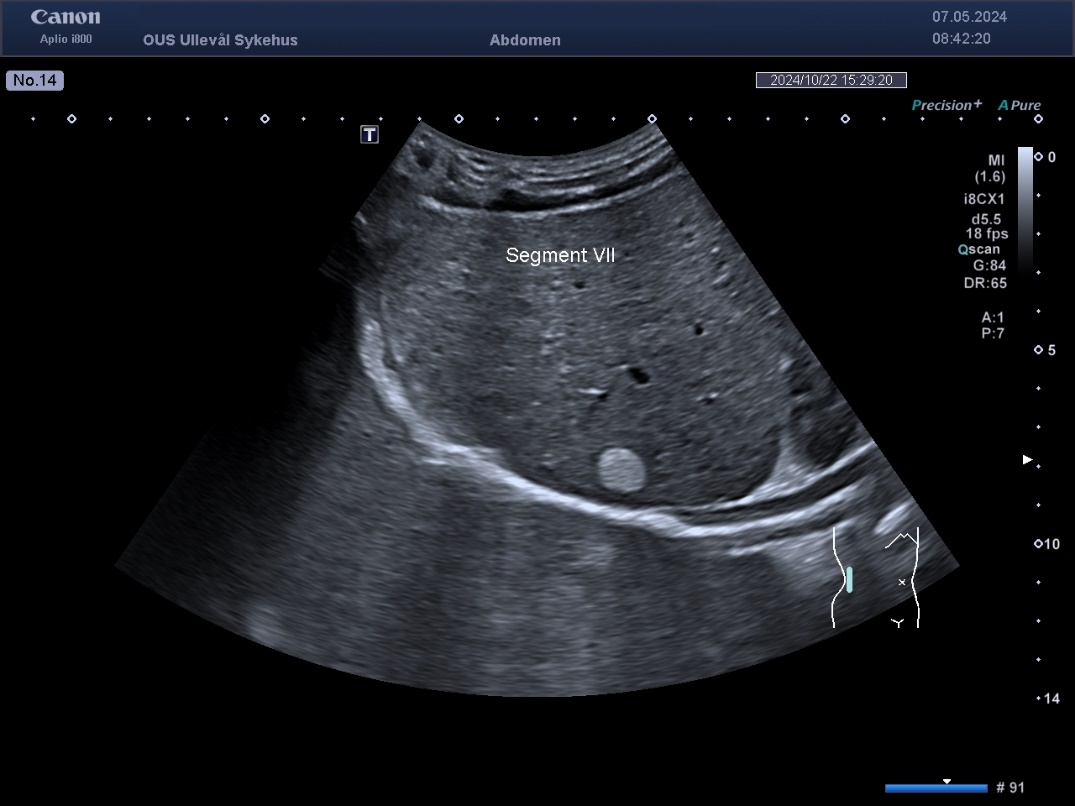 Canon
Aplio i800
OUS Ullevål Sykehus
Abdomen
07.05.2024
08:42:20
No.14
2024/10/22 15:29:20
Precision+ A Pure
T
MI
(1.6)
i8CX1
d5.5
18 fps
Qscan
G:84
DR:65
A:1
P:7
0
5
10
14
Segment VII
# 91